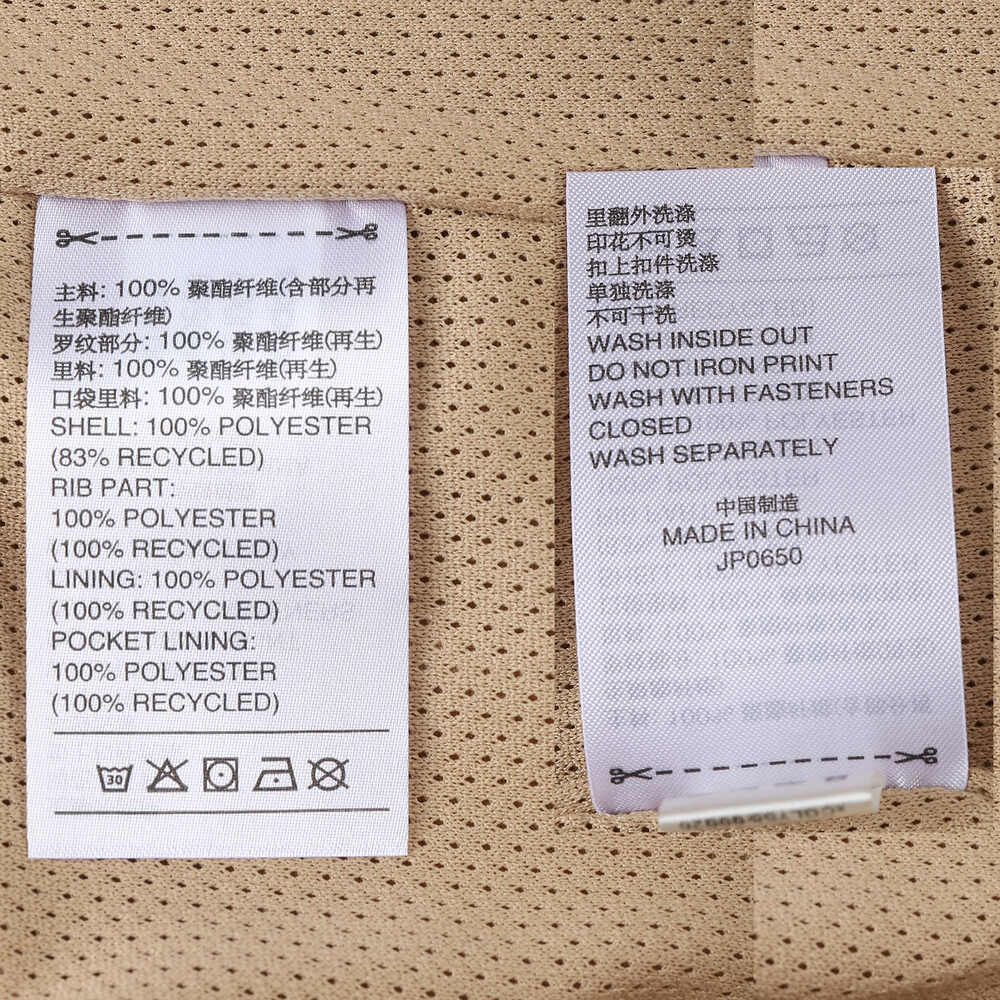 主料: 100% 聚酯纤维(含部分再
生聚酯纤维)
罗纹部分: 100% 聚酯纤维(再生)
里料: 100% 聚酯纤维(再生)
口袋里料: 100% 聚酯纤维(再生)
SHELL: 100% POLYESTER
(83% RECYCLED)
RIB PART:
100% POLYESTER
(100% RECYCLED)
LINING: 100% POLYESTER
(100% RECYCLED)
POCKET LINING:
100% POLYESTER
(100% RECYCLED)
30
里翻外洗涤
印花不可烫
扣上扣件洗涤
单独洗涤
不可干洗
WASH INSIDE OUT
DO NOT IRON PRINT
WASH WITH FASTENERS
CLOSED
WASH SEPARATELY
中国制造
MADE IN CHINA
JP0650